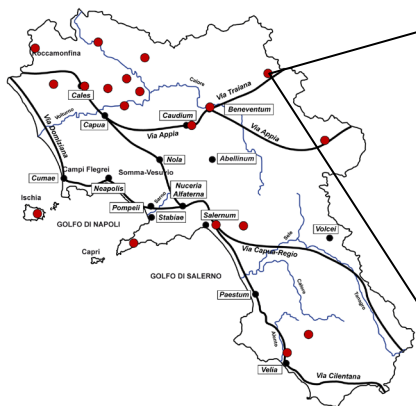 Roccamonfina
Calore
Via Traiana
Cales
Volturno
Beneventum
Capua
Caudium
Via Appia
Via Appia
Via Domitiana
Nola
Abellinum
Campi Flegrei
Somma-Vesuvio
Cumae
Neapolis
Sarno
Nuceria
Alfaterna
Ischia
Pompeii
Stabiae
Salernum
GOLFO DI NAPOLI
Sele
Volcei
Capri
Via Capua-Regio
GOLFO DI SALERNO
Calore
Tanagro
Paestum
Alento
Velia
Via Cilentana